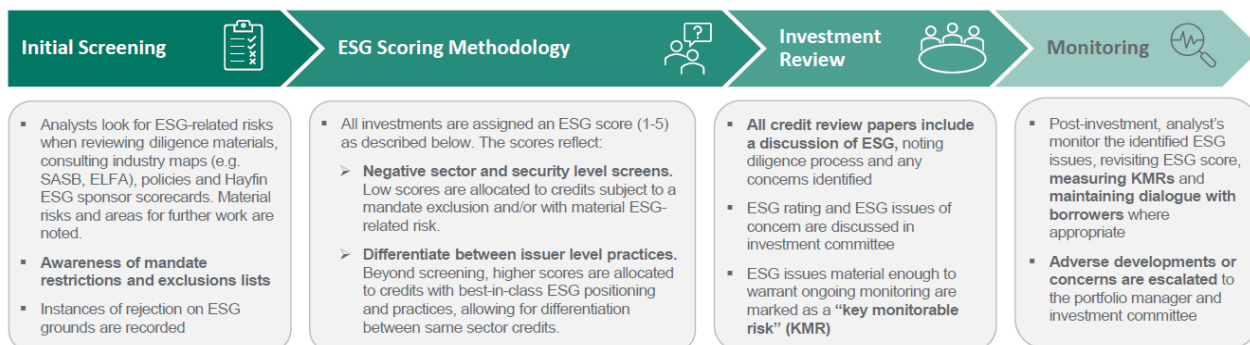 Initial Screening
ESG Scoring Methodology
Investment
Review
Monitoring
▪ Analysts look for ESG-related risks
when reviewing diligence materials,
consulting industry maps (e.g.
SASB, ELFA), policies and Hayfin
ESG sponsor scorecards. Material
risks and areas for further work are
noted.
▪ Awareness of mandate
restrictions and exclusions lists
▪ Instances of rejection on ESG
grounds are recorded
▪ All investments are assigned an ESG score (1-5)
as described below. The scores reflect:
➢ Negative sector and security level screens.
Low scores are allocated to credits subject to a
mandate exclusion and/or with material ESG-
related risk.
➢ Differentiate between issuer level practices.
Beyond screening, higher scores are allocated
to credits with best-in-class ESG positioning
and practices, allowing for differentiation
between same sector credits.
▪ All credit review papers include
a discussion of ESG, noting
diligence process and any
concerns identified
▪ ESG rating and ESG issues of
concern are discussed in
investment committee
▪ ESG issues material enough to
warrant ongoing monitoring are
marked as a “key monitorable
risk” (KMR)
▪ Post-investment, analyst’s
monitor the identified ESG
issues, revisiting ESG score,
measuring KMRs and
maintaining dialogue with
borrowers where
appropriate
▪ Adverse developments or
concerns are escalated to
the portfolio manager and
investment committee